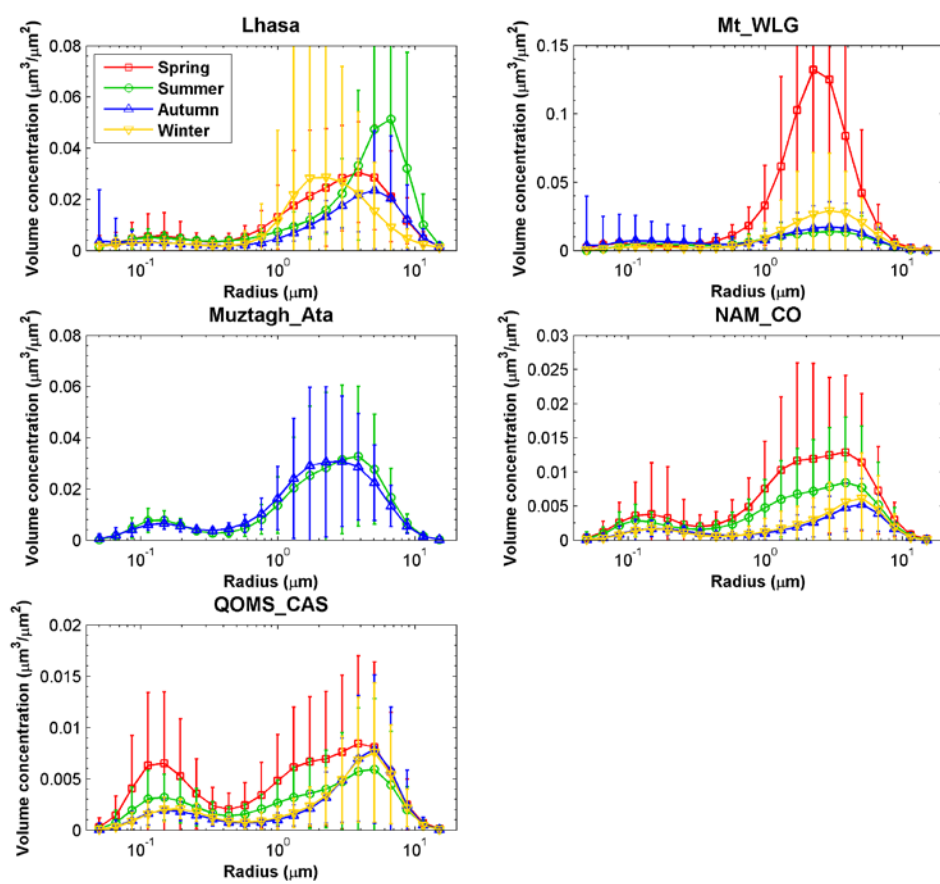 Lhasa
Volume concentration (μm³/μm²)
0.08
0.06
0.04
0.02
0
Spring
Summer
Autumn
Winter
10⁻¹ 10⁰ 10¹
Radius (μm)
Mt_WLG
Volume concentration (μm³/μm²)
0.15
0.1
0.05
0
10⁻¹ 10⁰ 10¹
Radius (μm)
Muztagh_Ata
Volume concentration (μm³/μm²)
0.08
0.06
0.04
0.02
0
10⁻¹ 10⁰ 10¹
Radius (μm)
NAM_CO
Volume concentration (μm³/μm²)
0.03
0.025
0.02
0.015
0.01
0.005
0
10⁻¹ 10⁰ 10¹
Radius (μm)
QOMS_CAS
Volume concentration (μm³/μm²)
0.02
0.015
0.01
0.005
0
10⁻¹ 10⁰ 10¹
Radius (μm)